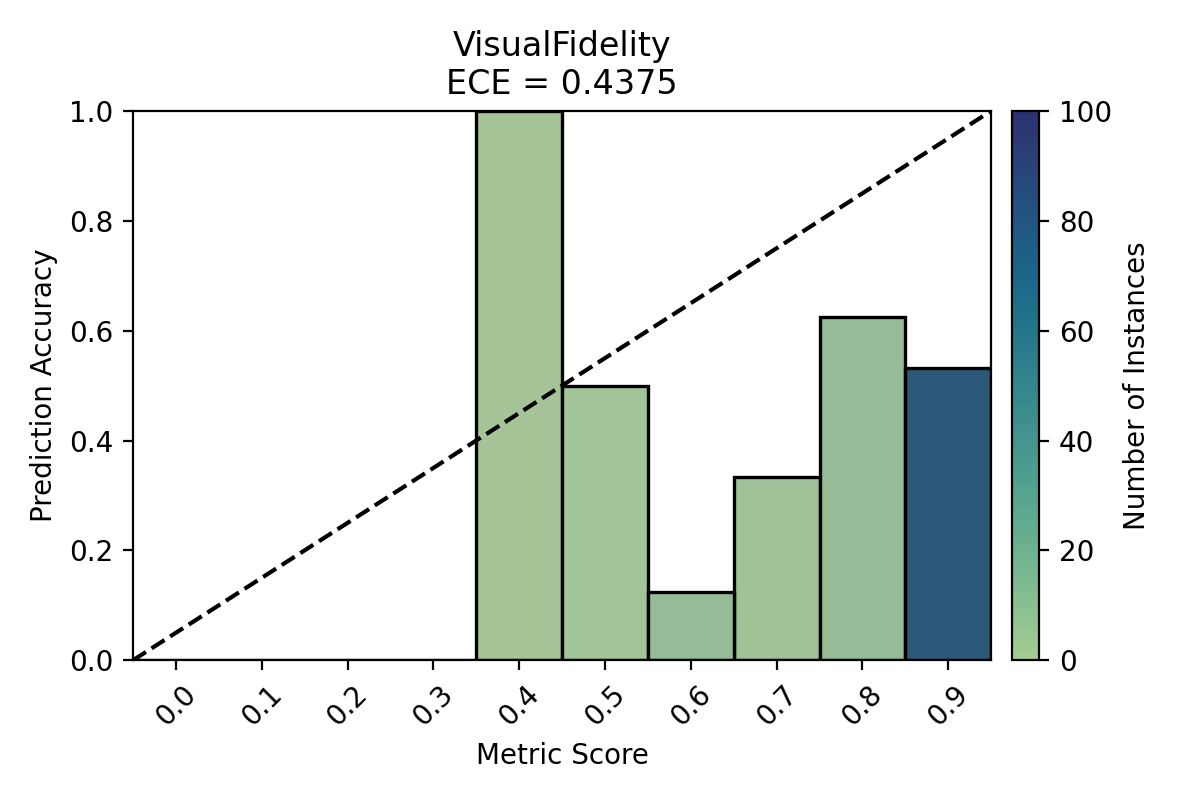 VisualFidelity
ECE = 0.4375
1.0
0.8
0.6
0.4
0.2
0.0
Prediction Accuracy
0.0 0.1 0.2 0.3 0.4 0.5 0.6 0.7 0.8 0.9
Metric Score
100
80
60
40
20
0
Number of Instances